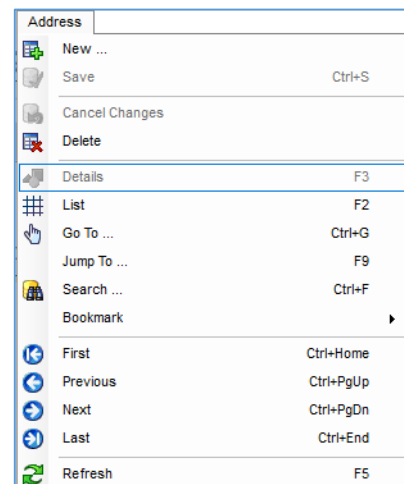 Address
New ...
Save Ctrl+S
Cancel Changes
Delete
Details F3
List F2
Go To ... Ctrl+G
Jump To ... F9
Search ... Ctrl+F
Bookmark
First Ctrl+Home
Previous Ctrl+PgUp
Next Ctrl+PgDn
Last Ctrl+End
Refresh F5